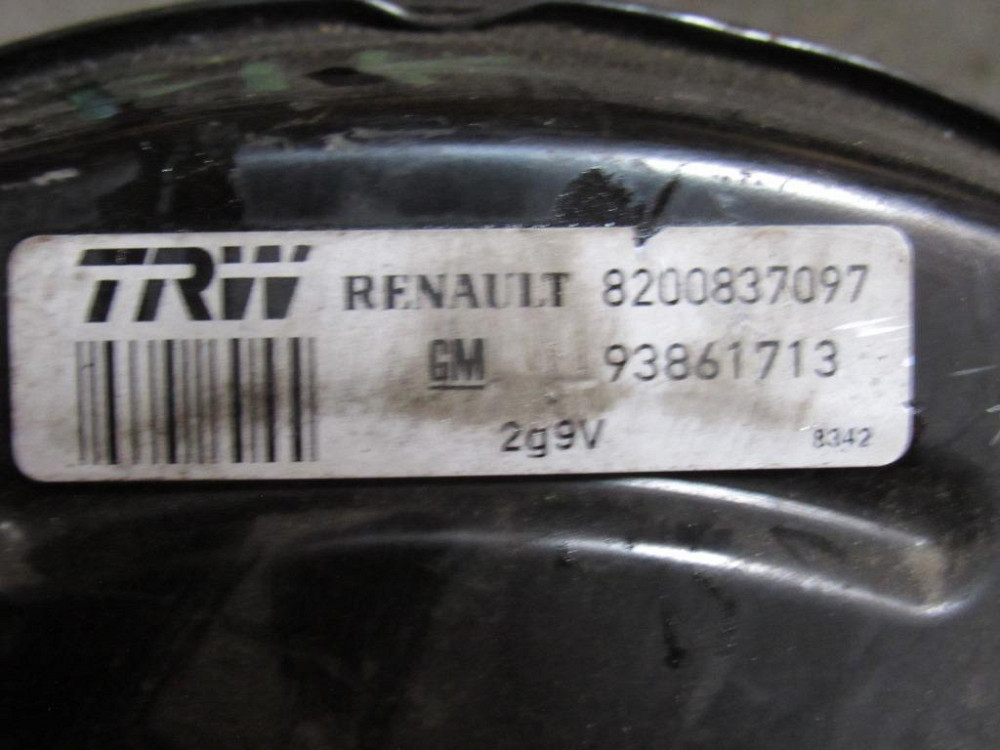 TRW RENAULT 8200837097
GM 93861713
2g9V 8342